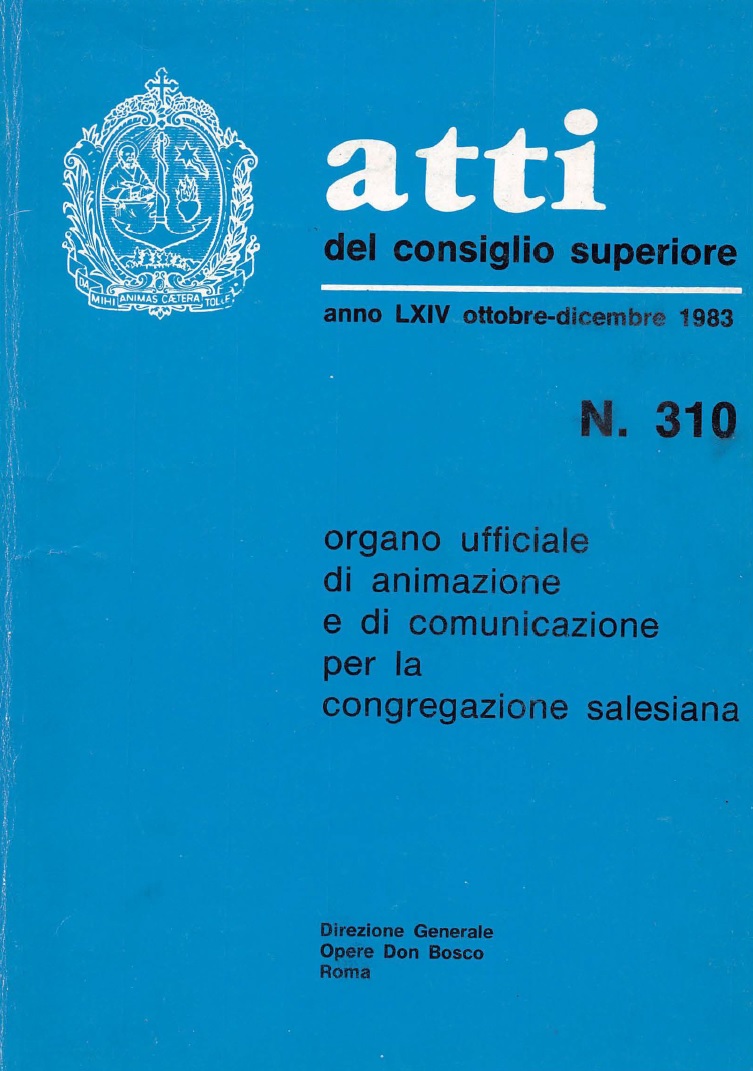 atti
del consiglio superiore
anno LXIV ottobre-dicembre 1983
N. 310
DA MIHI ANIMAS CÆTERA TOLLE
organo ufficiale
di animazione
e di comunicazione
per la
congregazione salesiana
Direzione Generale
Opere Don Bosco
Roma